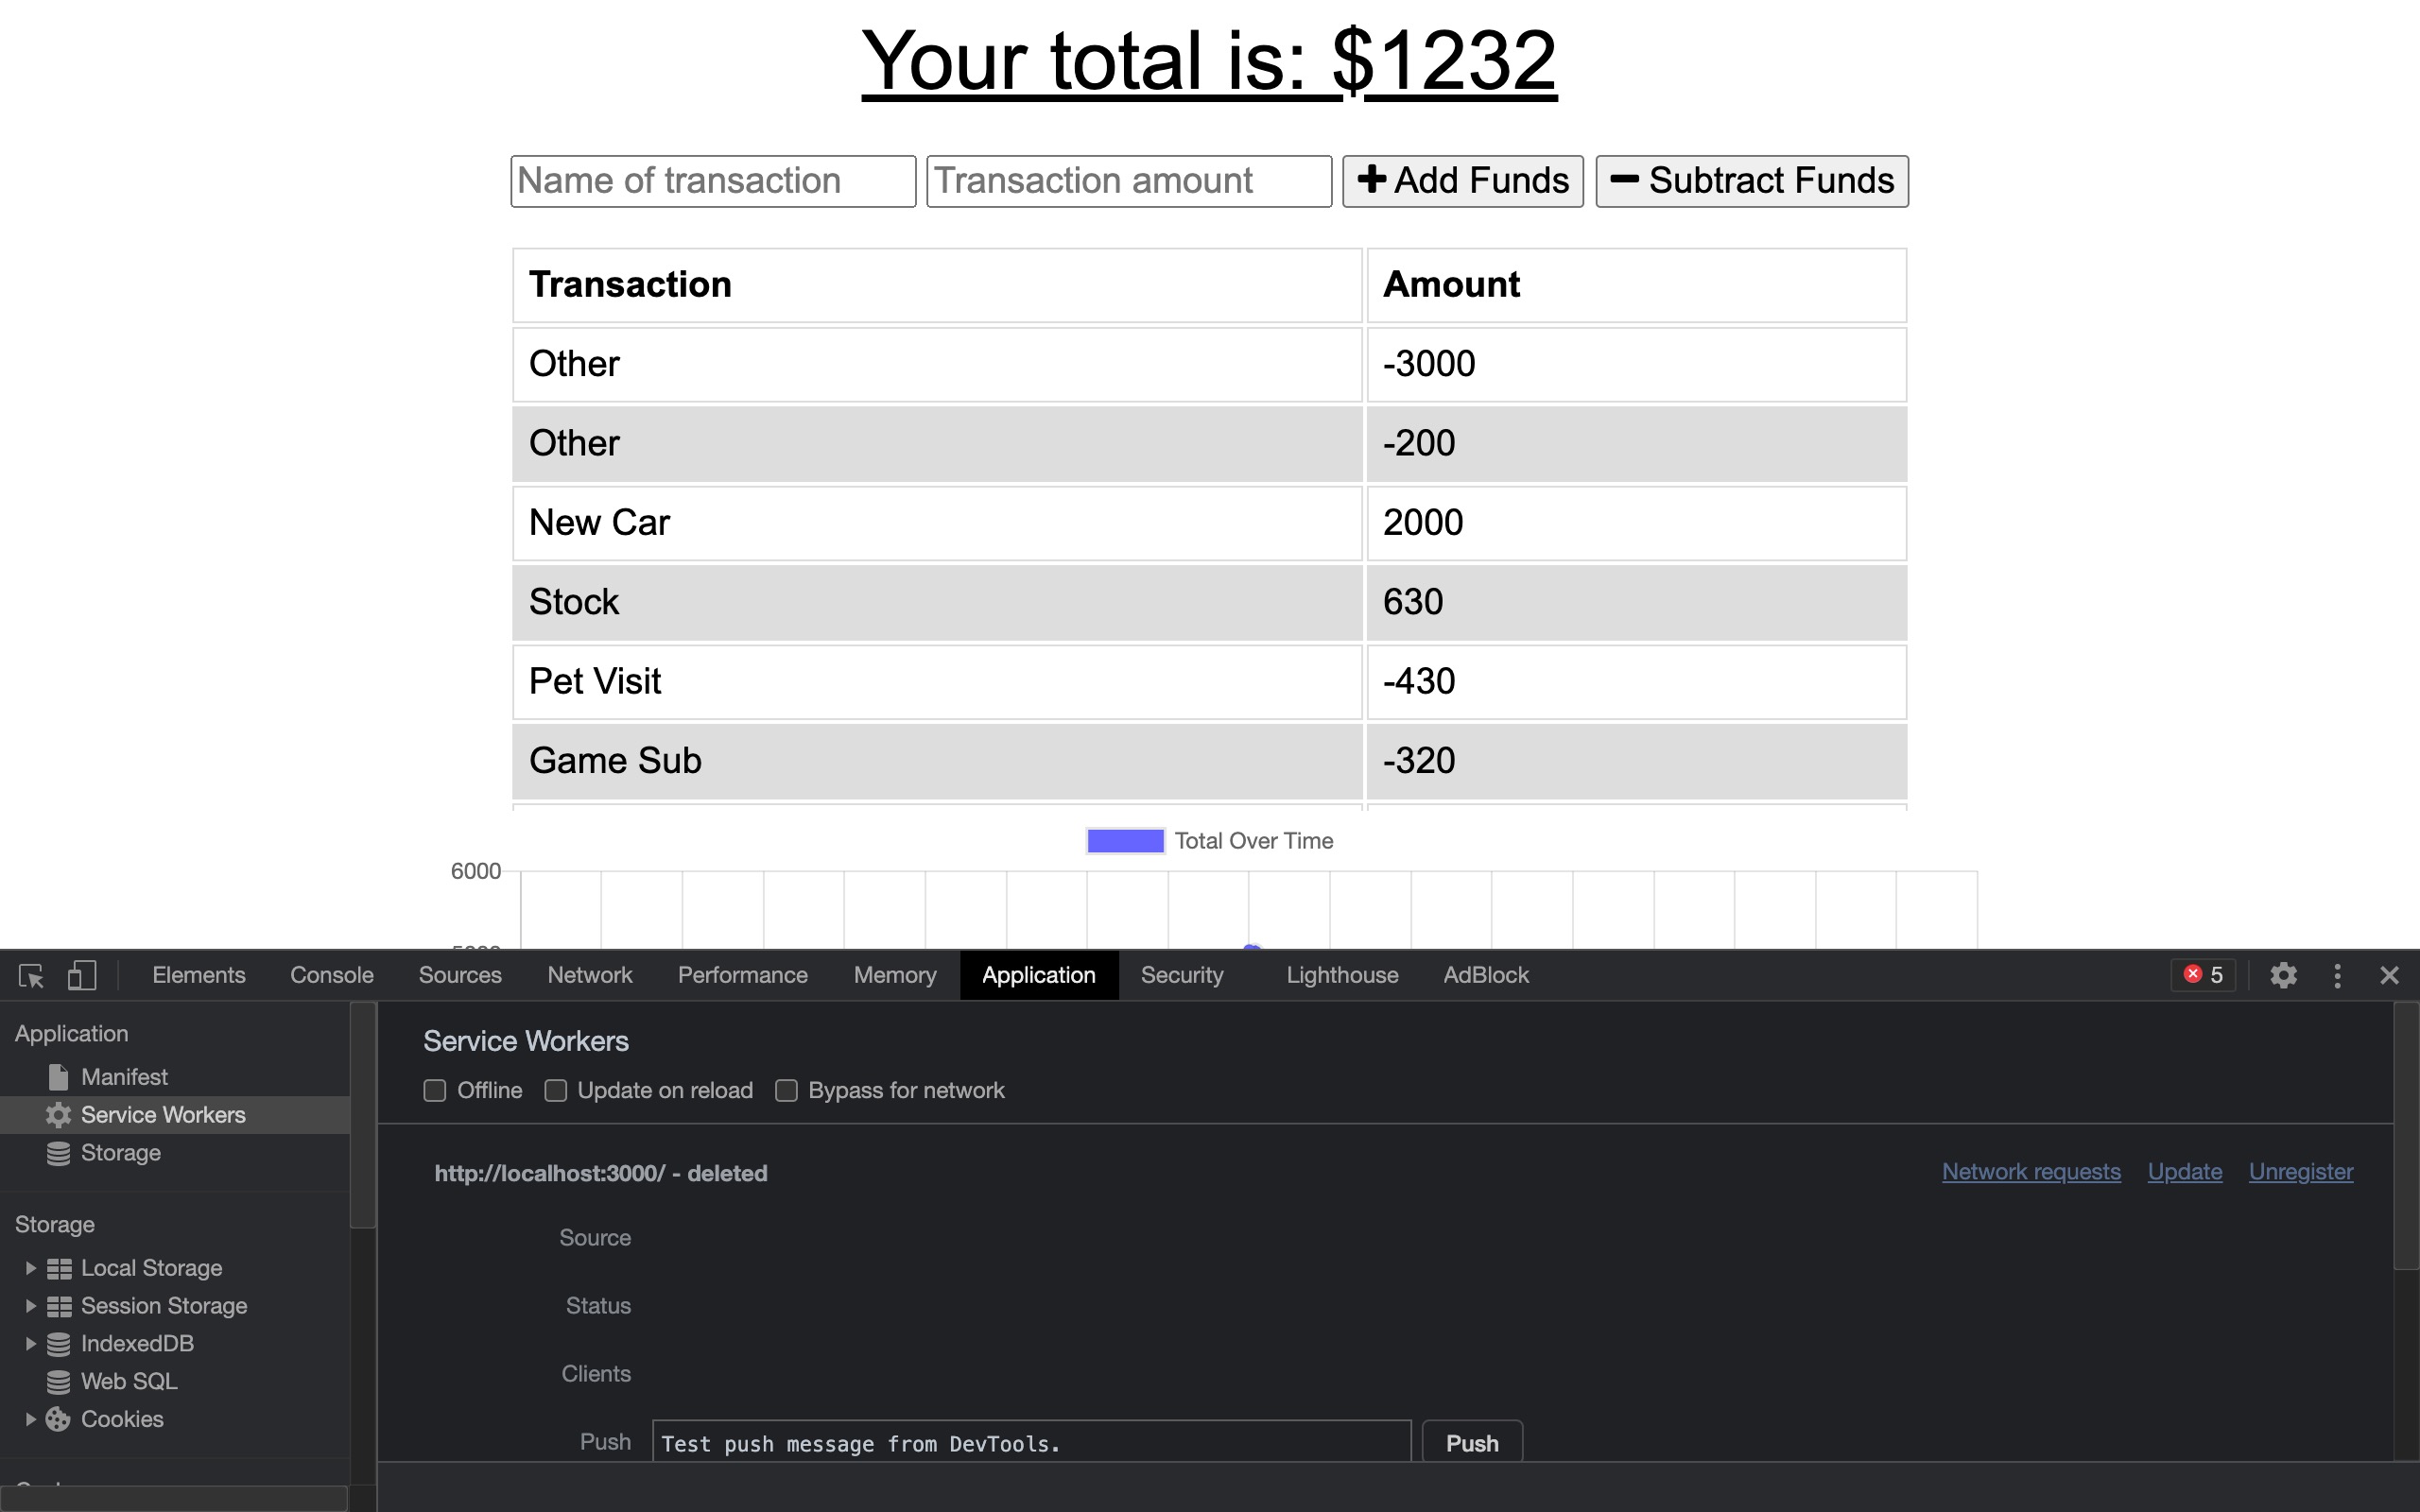 Your total is: $1232
Name of transaction Transaction amount Add Funds Subtract Funds
Transaction Amount
Other -3000
Other -200
New Car 2000
Stock 630
Pet Visit -430
Game Sub -320
Total Over Time
6000
Elements Console Sources Network Performance Memory Application Security Lighthouse AdBlock 5
Application
Manifest
Service Workers
Storage
Storage
Local Storage
Session Storage
IndexedDB
Web SQL
Cookies
Service Workers
Offline Update on reload Bypass for network
http://localhost:3000/ - deleted Network requests Update Unregister
Source
Status
Clients
Push Test push message from DevTools. Push